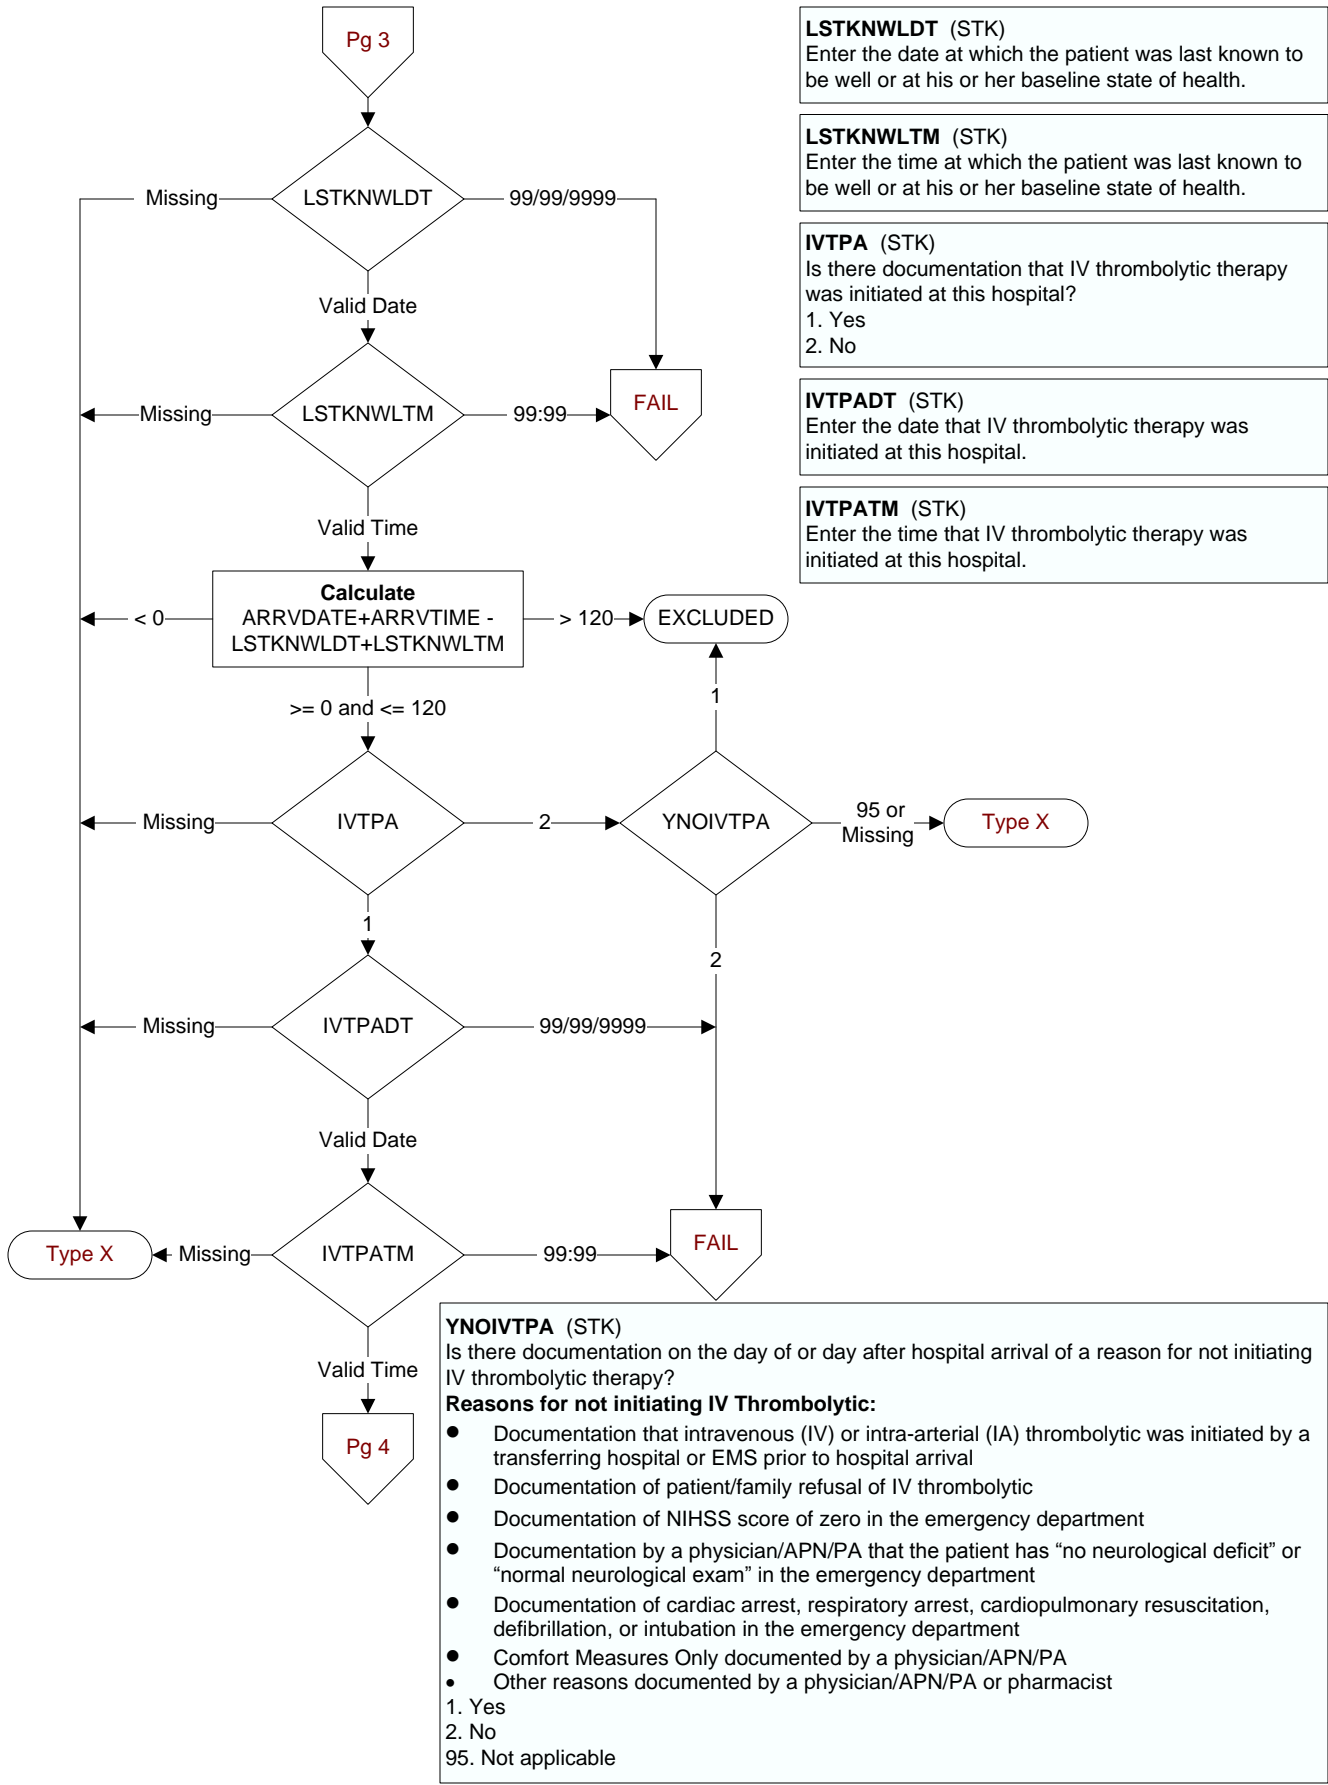 Pg 3
LSTKNWLDT (STK)
Enter the date at which the patient was last known to
be well or at his or her baseline state of health.
LSTKNWLTM (STK)
Enter the time at which the patient was last known to
be well or at his or her baseline state of health.
Missing
LSTKNWLDT
99/99/9999
IVTPA (STK)
Is there documentation that IV thrombolytic therapy
was initiated at this hospital?
1. Yes
2. No
Valid Date
Missing
LSTKNWLTM
99:99
FAIL
IVTPADT (STK)
Enter the date that IV thrombolytic therapy was
initiated at this hospital.
IVTPATM (STK)
Enter the time that IV thrombolytic therapy was
initiated at this hospital.
Valid Time
< 0
Calculate
ARRVDATE+ARRVTIME -
LSTKNWLDT+LSTKNWLTM
> 120
EXCLUDED
>= 0 and <= 120
1
Missing
IVTPA
2
YNOIVTPA
95 or
Missing
Type X
1
2
Missing
IVTPADT
99/99/9999
Valid Date
Type X
Missing
IVTPATM
99:99
FAIL
Valid Time
Pg 4
YNOIVTPA (STK)
Is there documentation on the day of or day after hospital arrival of a reason for not initiating
IV thrombolytic therapy?
Reasons for not initiating IV Thrombolytic:
● Documentation that intravenous (IV) or intra-arterial (IA) thrombolytic was initiated by a
transferring hospital or EMS prior to hospital arrival
● Documentation of patient/family refusal of IV thrombolytic
● Documentation of NIHSS score of zero in the emergency department
● Documentation by a physician/APN/PA that the patient has “no neurological deficit” or
“normal neurological exam” in the emergency department
● Documentation of cardiac arrest, respiratory arrest, cardiopulmonary resuscitation,
defibrillation, or intubation in the emergency department
● Comfort Measures Only documented by a physician/APN/PA
• Other reasons documented by a physician/APN/PA or pharmacist
1. Yes
2. No
95. Not applicable